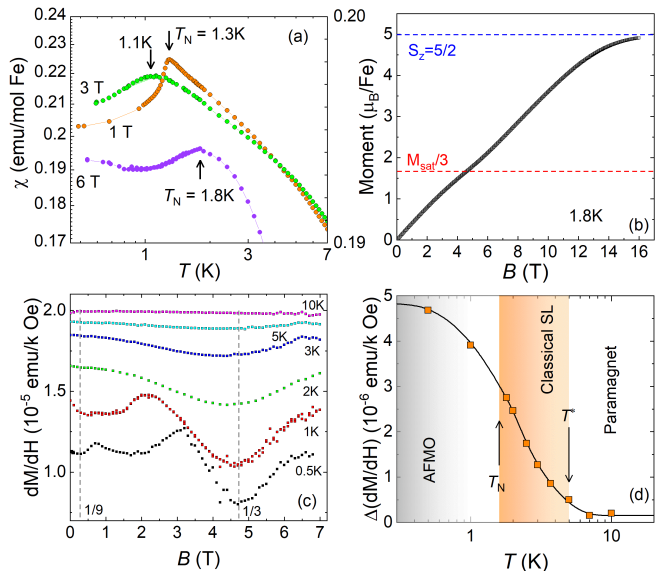 0.23
0.22
0.21
0.20
0.19
0.18
0.17
χ (emu/mol Fe)
1.1K
T_N = 1.3K
(a)
3 T
1 T
6 T
T_N = 1.8K
0.20
0.19
1
3
7
T (K)
6
5
4
3
2
1
0
Moment (μ_B/Fe)
S_z=5/2
M_sat/3
1.8K
(b)
0 2 4 6 8 10 12 14 16
B (T)
2.0
1.5
1.0
dM/dH (10^-5 emu/k Oe)
10K
5K
3K
2K
1K
0.5K
(c)
1/9
1/3
0 1 2 3 4 5 6 7
B (T)
5
4
3
2
1
0
Δ(dM/dH) (10^-6 emu/k Oe)
AFMO
Classical SL
Paramagnet
T_N
T*
(d)
1
10
T (K)